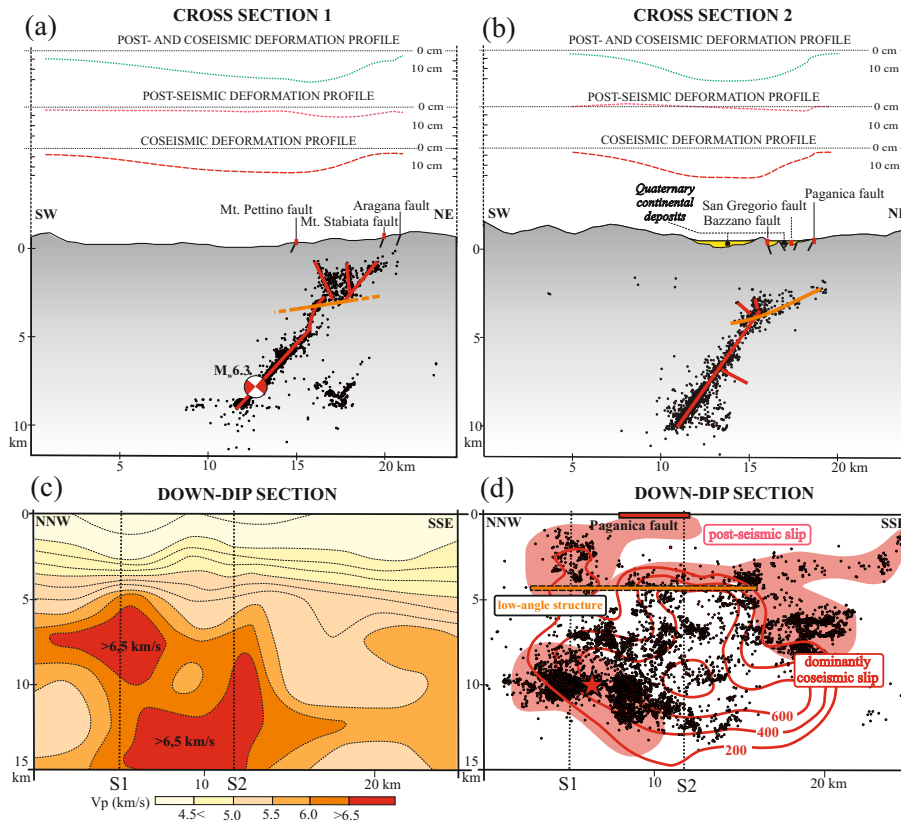 CROSS SECTION 1
(a)
POST- AND COSEISMIC DEFORMATION PROFILE
0 cm
10 cm
POST-SEISMIC DEFORMATION PROFILE
0 cm
10 cm
COSEISMIC DEFORMATION PROFILE
0 cm
10 cm
SW
Mt. Pettino fault
Mt. Stabiata fault
Aragana fault
NE
0
5
10
km
Mw6.3
5
10
15
20 km
CROSS SECTION 2
(b)
POST- AND COSEISMIC DEFORMATION PROFILE
0 cm
10 cm
POST-SEISMIC DEFORMATION PROFILE
0 cm
10 cm
COSEISMIC DEFORMATION PROFILE
0 cm
10 cm
SW
Quaternary
continental
deposits
San Gregorio fault
Bazzano fault
Paganica fault
NE
0
5
10
km
5
10
15
20 km
(c)
DOWN-DIP SECTION
NNW
SSE
0
5
10
15
km
>6,5 km/s
>6,5 km/s
S1
10
S2
20 km
Vp (km/s)
4.5<
5.0
5.5
6.0
>6.5
(d)
DOWN-DIP SECTION
NNW
SSE
0
5
10
15
km
Paganica fault
post-seismic slip
low-angle structure
dominantly
coseismic slip
600
400
200
S1
10
S2
20 km